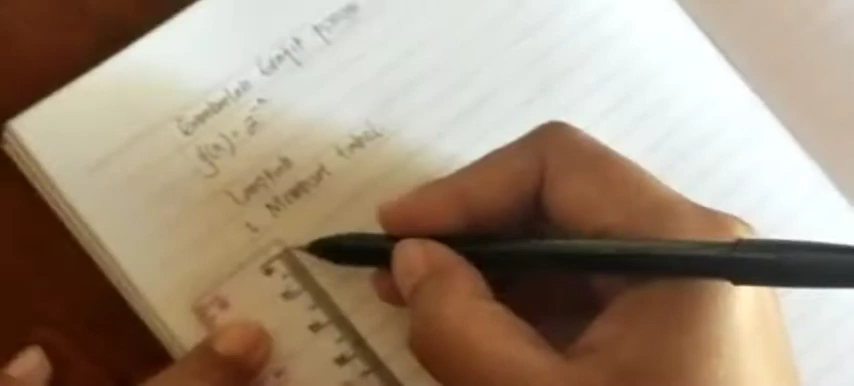 Gambarlah Grafik fungsi
f(x) = 2⁻ˣ
Langkah
1. Membuat tabel